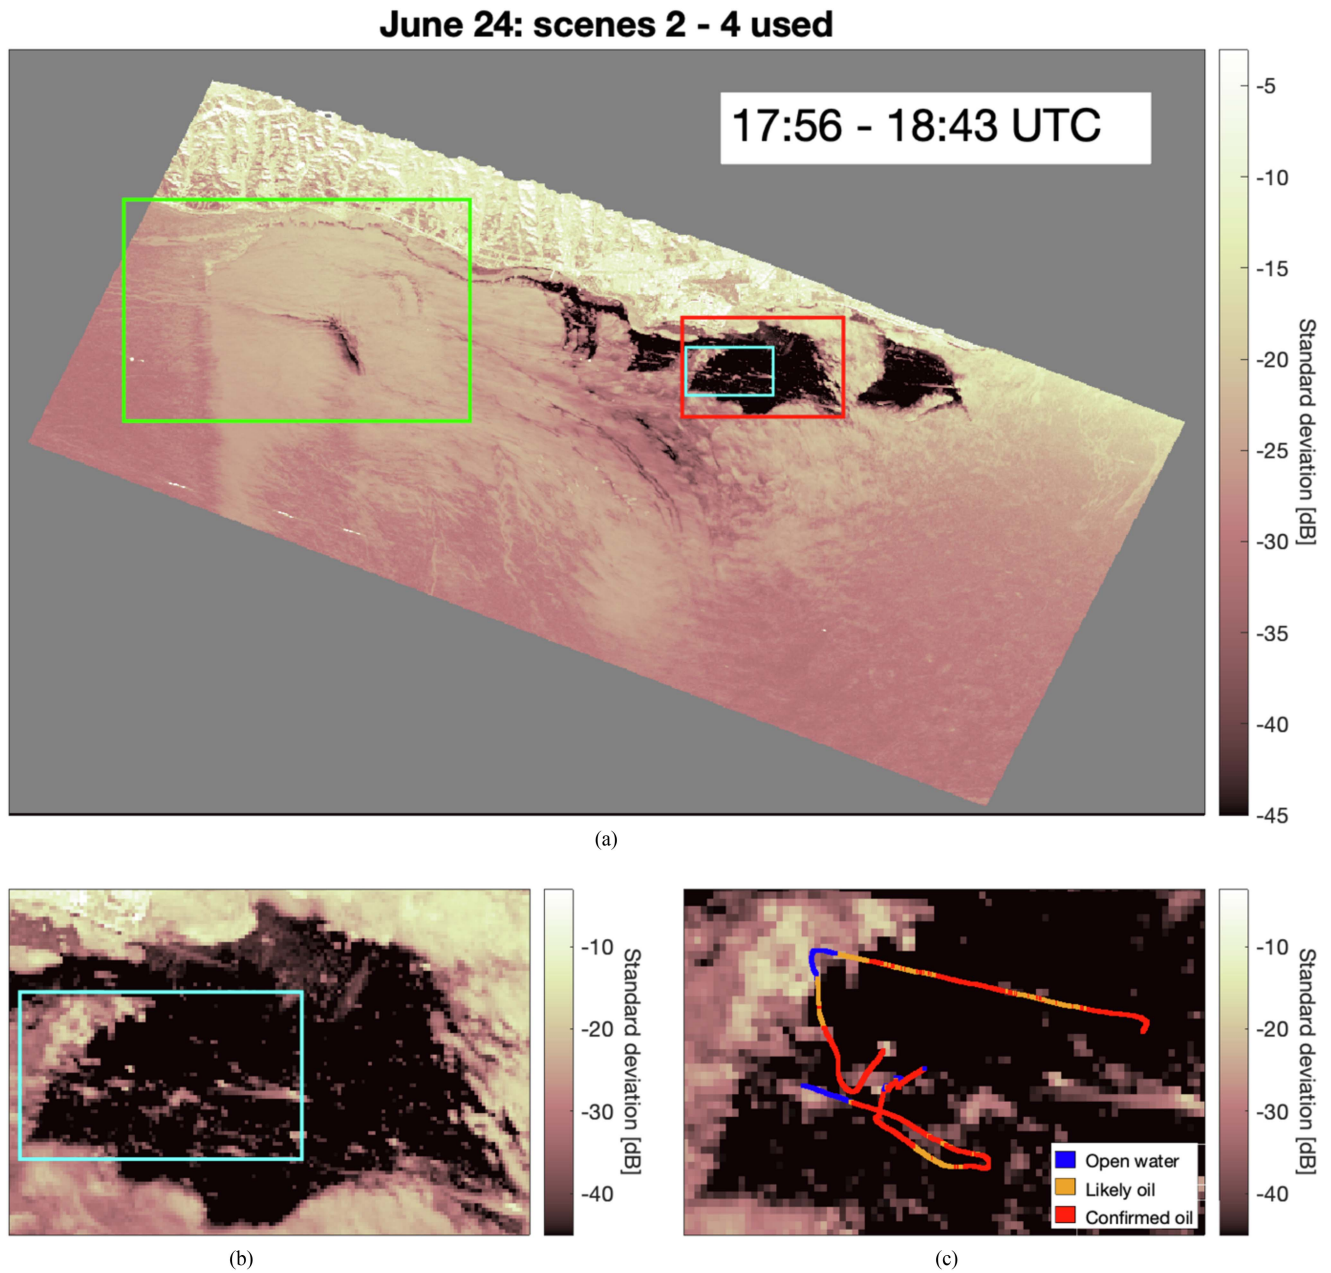 June 24: scenes 2 - 4 used
17:56 - 18:43 UTC
-5
-10
-15
-20
-25
-30
-35
-40
-45
Standard deviation [dB]
(a)
-10
-20
-30
-40
Standard deviation [dB]
(b)
Open water
Likely oil
Confirmed oil
-10
-20
-30
-40
Standard deviation [dB]
(c)